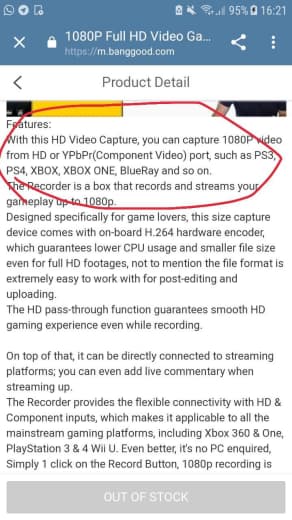 95% 16:21
1080P Full HD Video Ga...
https://m.banggood.com
Product Detail
Features:
With this HD Video Capture, you can capture 1080P video
from HD or YPbPr(Component Video) port, such as PS3,
PS4, XBOX, XBOX ONE, BlueRay and so on.
The Recorder is a box that records and streams your
gameplay up to 1080p.
Designed specifically for game lovers, this size capture
device comes with on-board H.264 hardware encoder,
which guarantees lower CPU usage and smaller file size
even for full HD footages, not to mention the file format is
extremely easy to work with for post-editing and
uploading.
The HD pass-through function guarantees smooth HD
gaming experience even while recording.
On top of that, it can be directly connected to streaming
platforms; you can even add live commentary when
streaming up.
The Recorder provides the flexible connectivity with HD &
Component inputs, which makes it applicable to all the
mainstream gaming platforms, including Xbox 360 & One,
PlayStation 3 & 4 Wii U. Even better, it's no PC enquired,
Simply 1 click on the Record Button, 1080p recording is
OUT OF STOCK